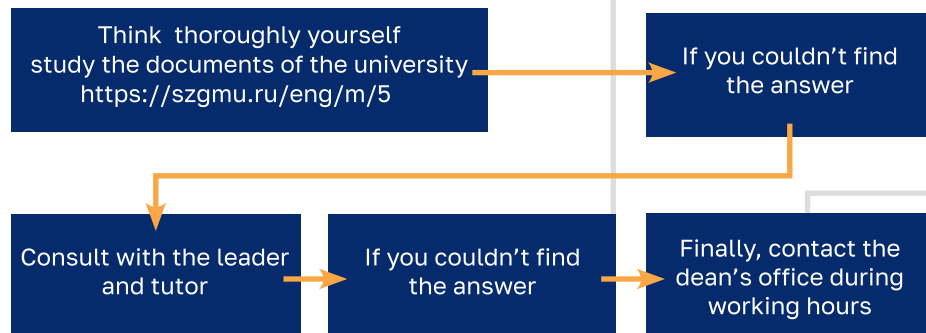 Think thoroughly yourself
study the documents of the university
https://szgmu.ru/eng/m/5
If you couldn't find
the answer
Consult with the leader
and tutor
If you couldn't find
the answer
Finally, contact the
dean's office during
working hours